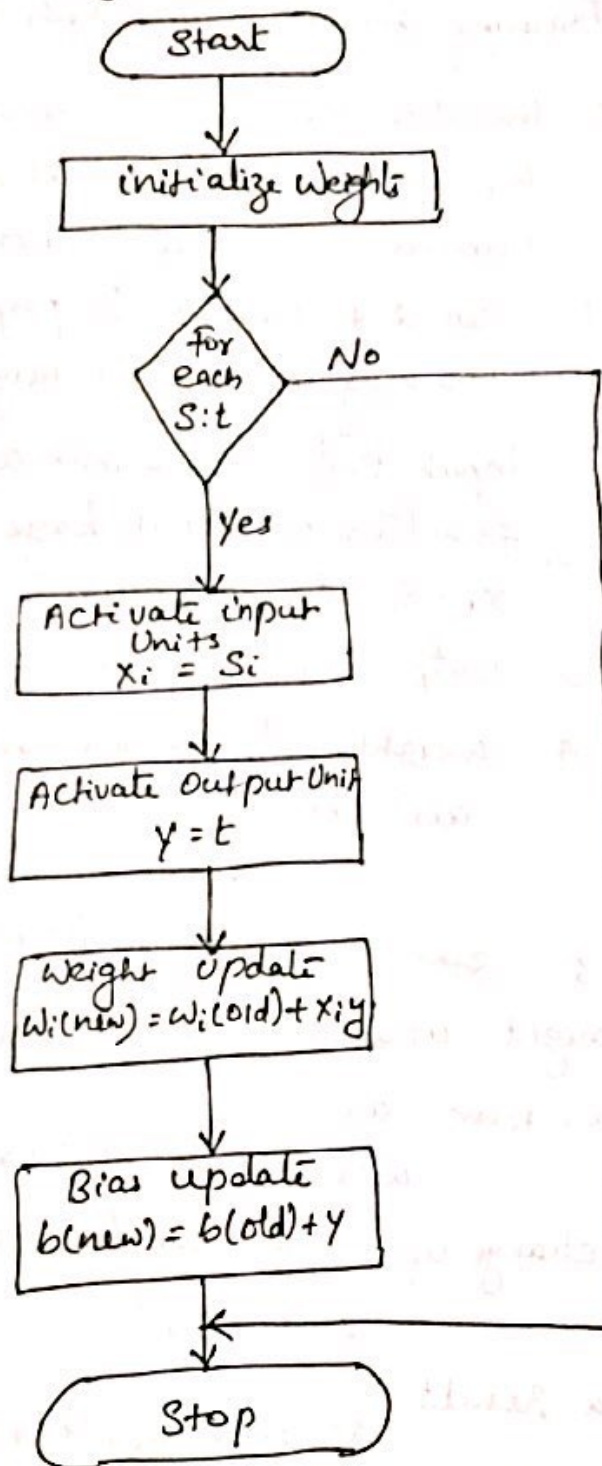 Start
initialize weights
For
each
S:t
No
Yes
Activate input
Units
xi = Si
Activate Output Unit
y = t
Weight update
wi(new) = wi(old) + xiy
Bias update
b(new) = b(old) + y
Stop